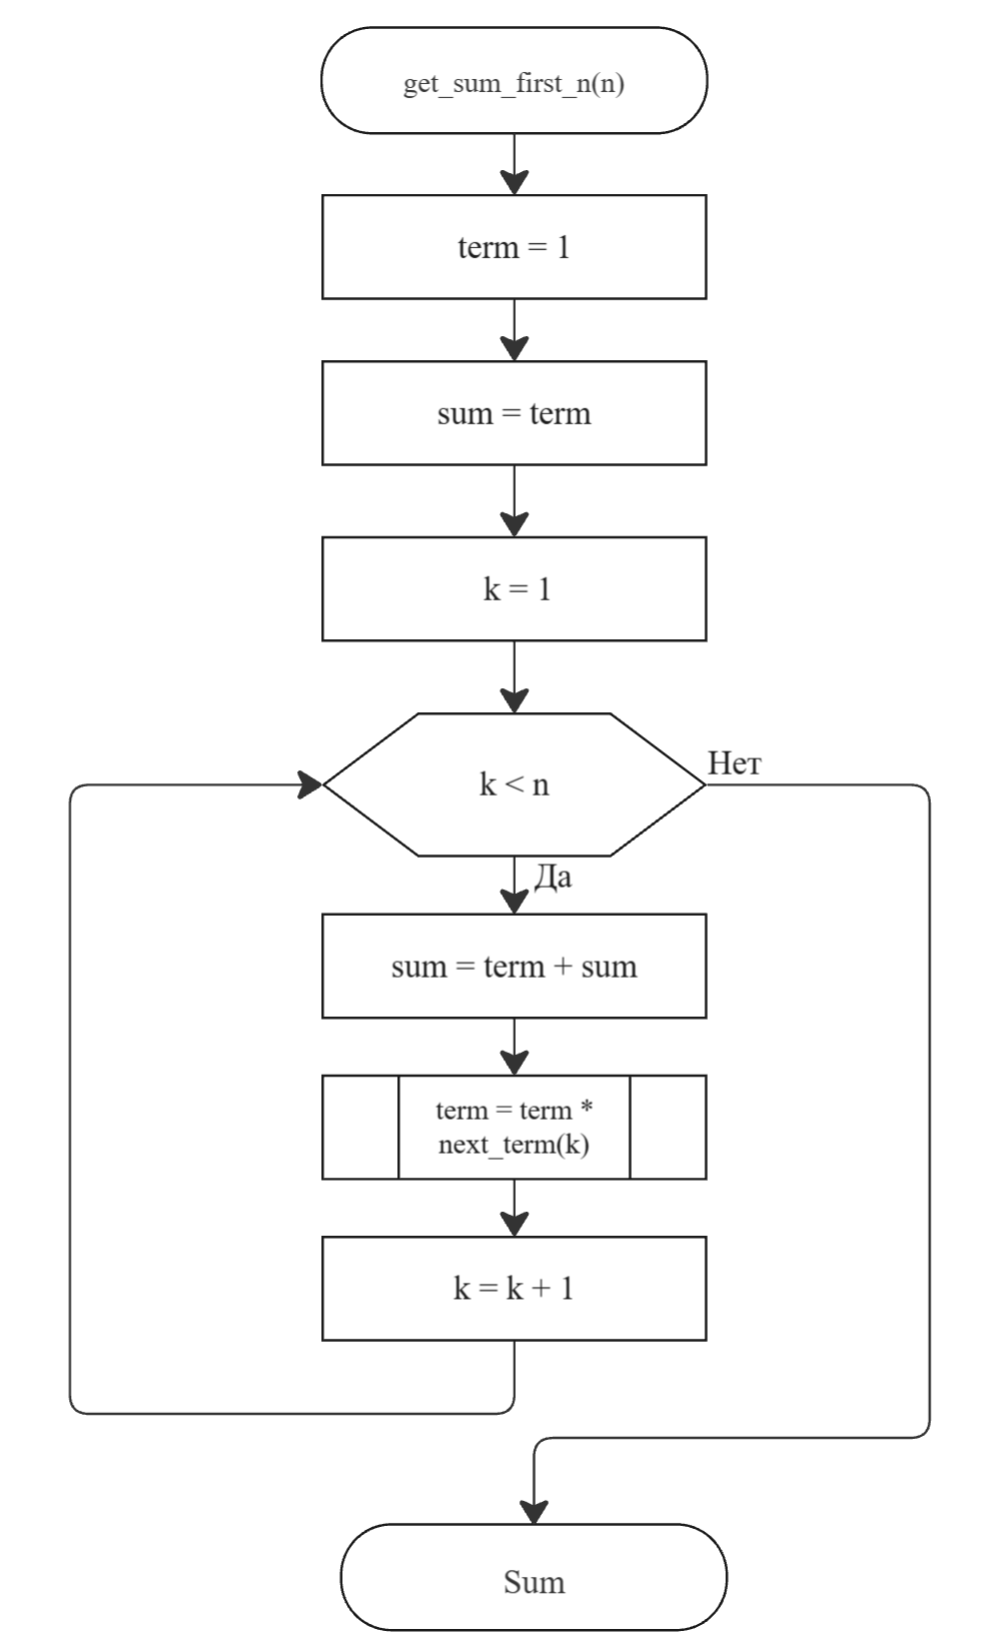 get_sum_first_n(n)
term = 1
sum = term
k = 1
k < n
Нет
Да
sum = term + sum
term = term *
next_term(k)
k = k + 1
Sum